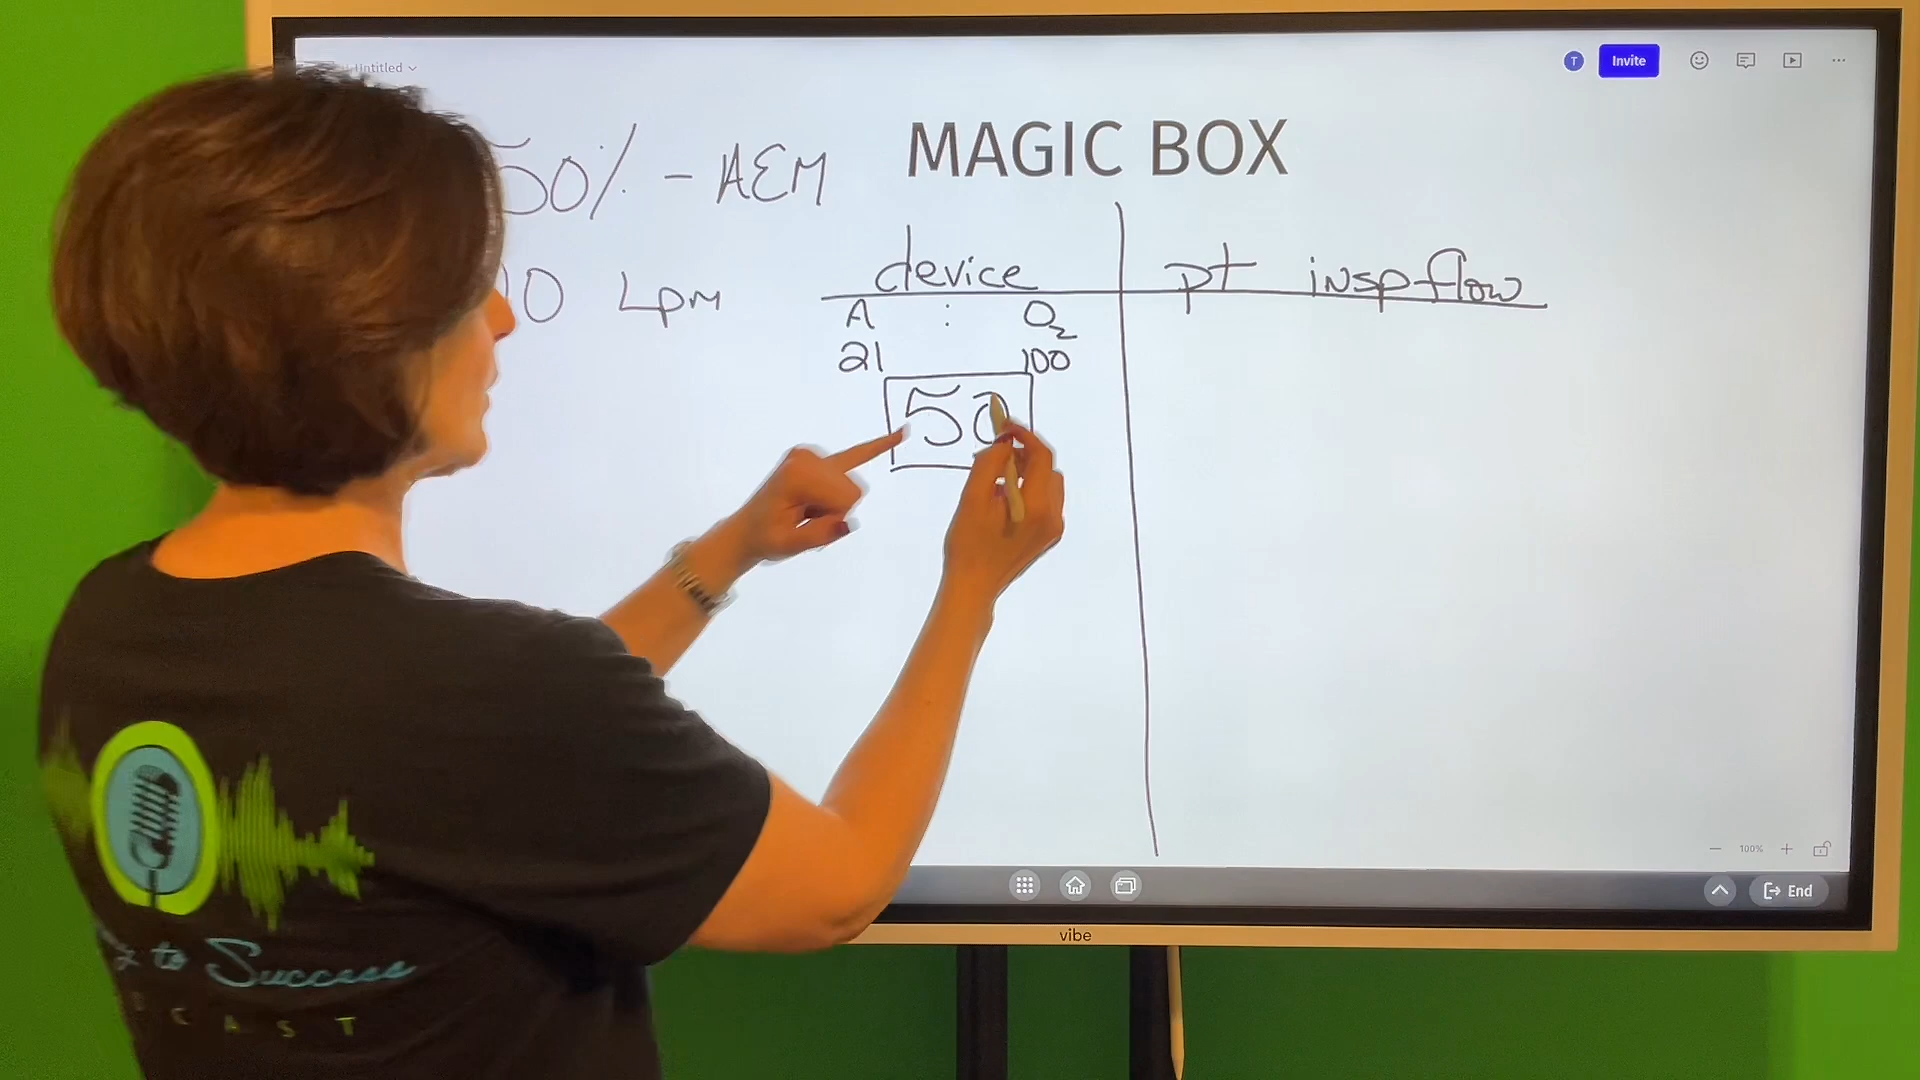 Untitled
T Invite
MAGIC BOX
50% - AEM
10 Lpm
device
pt insp flow
A : O2
21 100
50
100%
End
vibe
to Success
C A S T